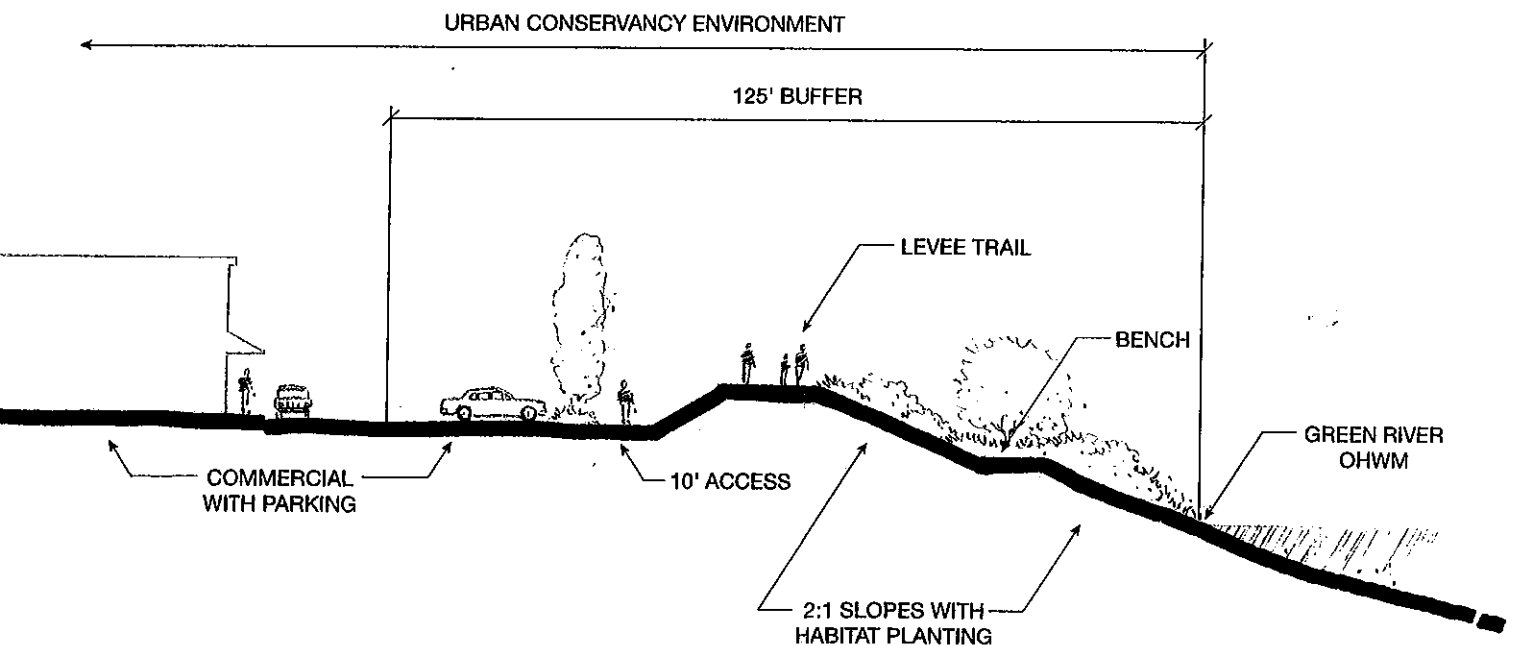 URBAN CONSERVANCY ENVIRONMENT
125' BUFFER
LEVEE TRAIL
BENCH
GREEN RIVER
OHWM
COMMERCIAL
WITH PARKING
10' ACCESS
2:1 SLOPES WITH
HABITAT PLANTING